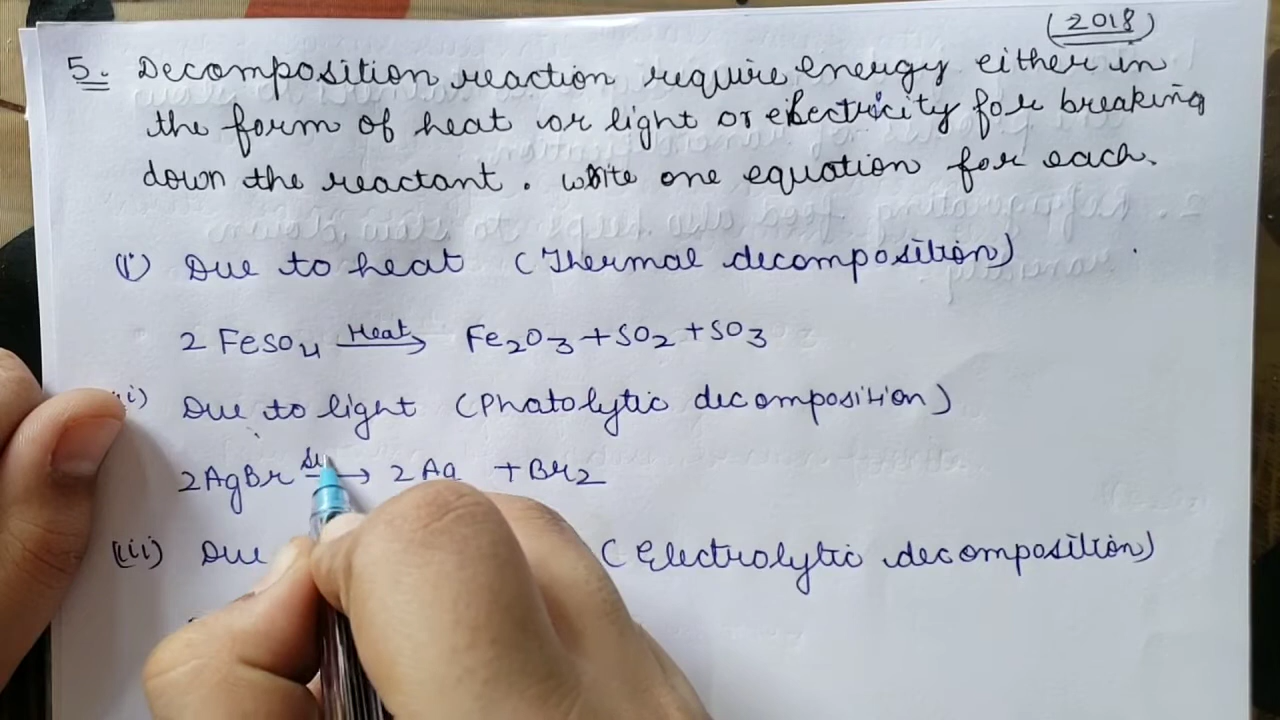 (2018)
5. Decomposition reaction require energy either in
the form of heat or light or electricity for breaking
down the reactant. Write one equation for each.
(i) Due to heat (Thermal decomposition)
2 FeSO4 Heat→ Fe2O3 + SO2 + SO3
Due to light (Photolytic decomposition)
2AgBr → 2Ag + Br2
(iii) Due (Electrolytic decomposition)